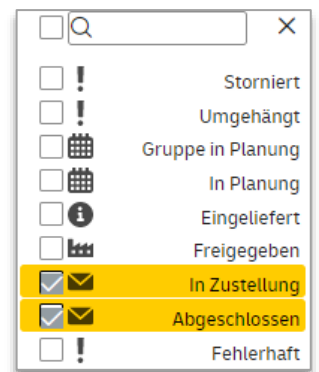 Storniert
Umgehängt
Gruppe in Planung
In Planung
Eingeliefert
Freigegeben
In Zustellung
Abgeschlossen
Fehlerhaft